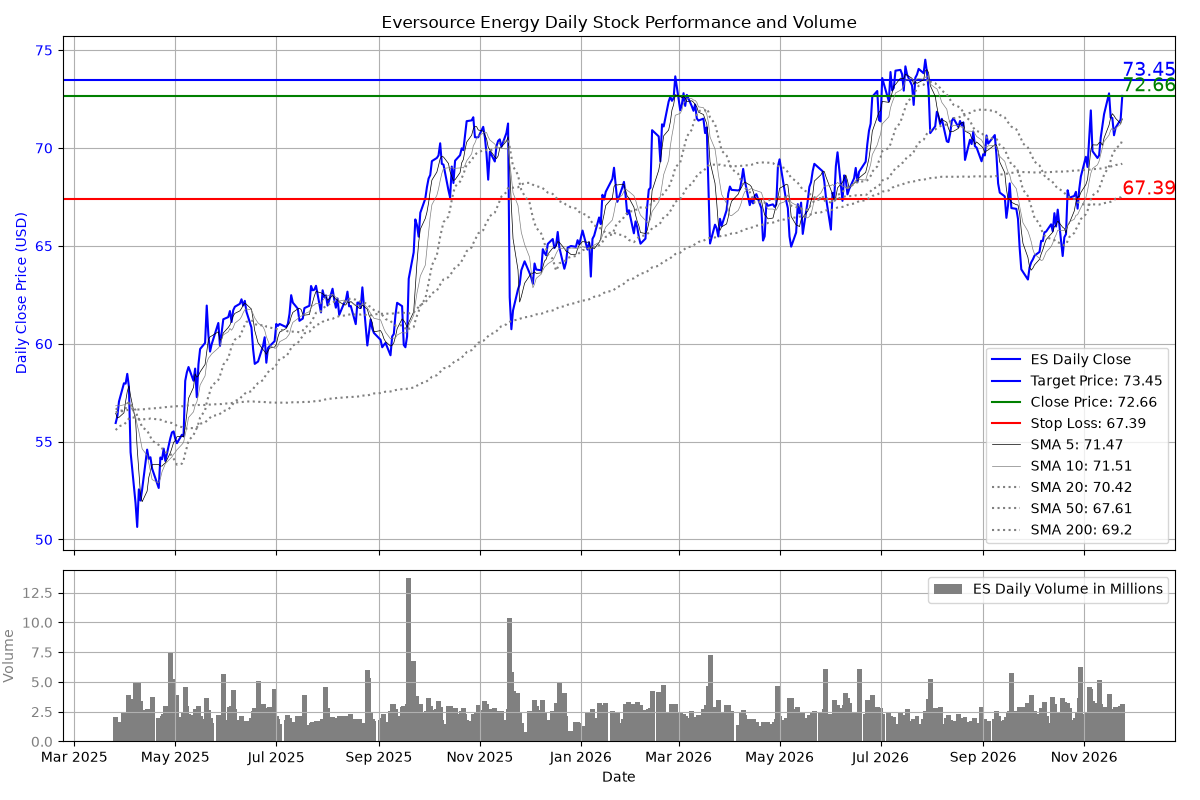 Eversource Energy Daily Stock Performance and Volume
75
70
65
60
55
50
Daily Close Price (USD)
73.45
72.66
67.39
ES Daily Close
Target Price: 73.45
Close Price: 72.66
Stop Loss: 67.39
SMA 5: 71.47
SMA 10: 71.51
SMA 20: 70.42
SMA 50: 67.61
SMA 200: 69.2
12.5
10.0
7.5
5.0
2.5
0.0
Volume
ES Daily Volume in Millions
Mar 2025 May 2025 Jul 2025 Sep 2025 Nov 2025 Jan 2026 Mar 2026 May 2026 Jul 2026 Sep 2026 Nov 2026
Date